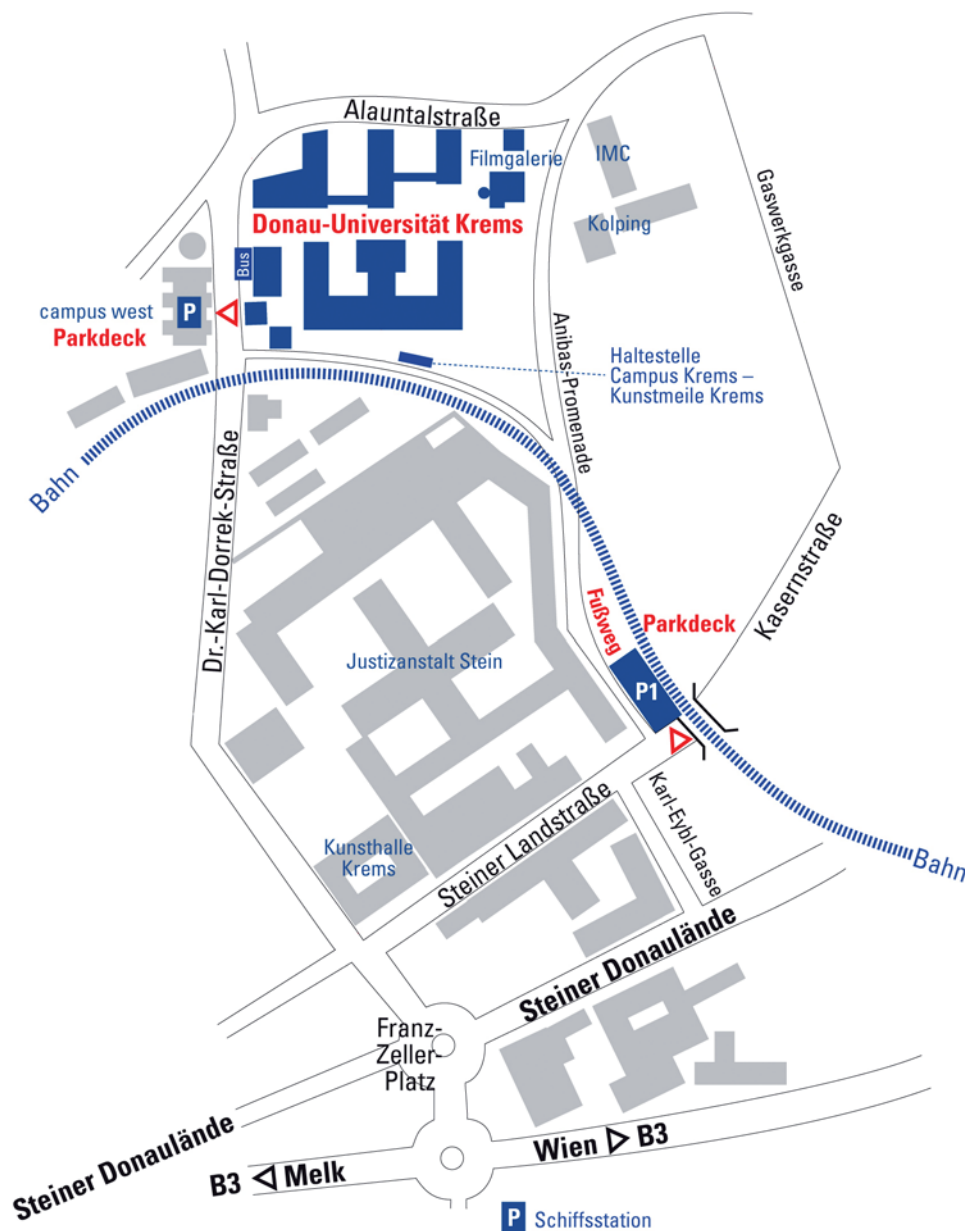 Alauntalstraße
Filmgalerie
IMC
Kolping
Gaswerkgasse
Donau-Universität Krems
Bus
campus west
Parkdeck
P
Anibas-Promenade
Haltestelle
Campus Krems –
Kunstmeile Krems
Bahn
Dr.-Karl-Dorrek-Straße
Kasernstraße
Fußweg
Parkdeck
P1
Justizanstalt Stein
Karl-Eybl-Gasse
Steiner Landstraße
Kunsthalle
Krems
Bahn
Steiner Donaulände
Franz-
Zeller-
Platz
Steiner Donaulände
Wien B3
B3 Melk
P Schiffsstation